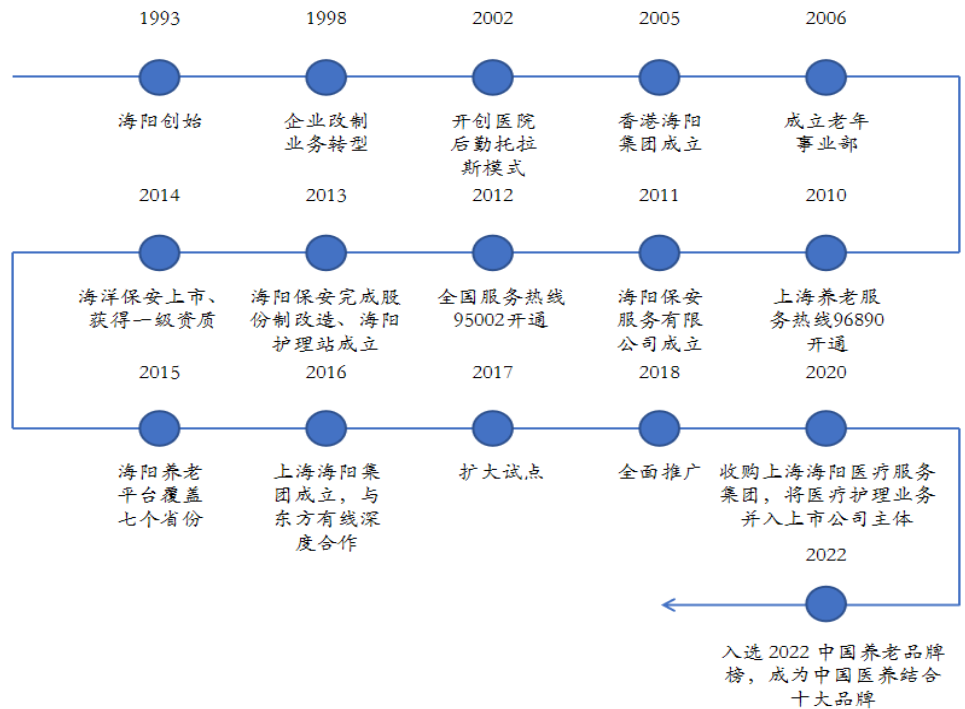 1993
1998
2002
2005
2006
海阳创始
企业改制
业务转型
开创医院
后勤托拉
斯模式
香港海阳
集团成立
成立老年
事业部
2014
2013
2012
2011
2010
海洋保安上市、
获得一级资质
海阳保安完成股
份制改造、海阳
护理站成立
全国服务热线
95002开通
海阳保安
服务有限
公司成立
上海养老服
务热线96890
开通
2015
2016
2017
2018
2020
海阳养老
平台覆盖
七个省份
上海海阳集
团成立，与
东方有线深
度合作
扩大试点
全面推广
收购上海海阳医疗服务
集团，将医疗护理业务
并入上市公司主体
2022
入选 2022 中国养老品牌
榜，成为中国医养结合
十大品牌